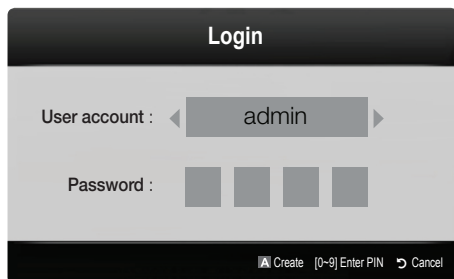 Login
User account : admin
Password :
A Create [0~9] Enter PIN Cancel